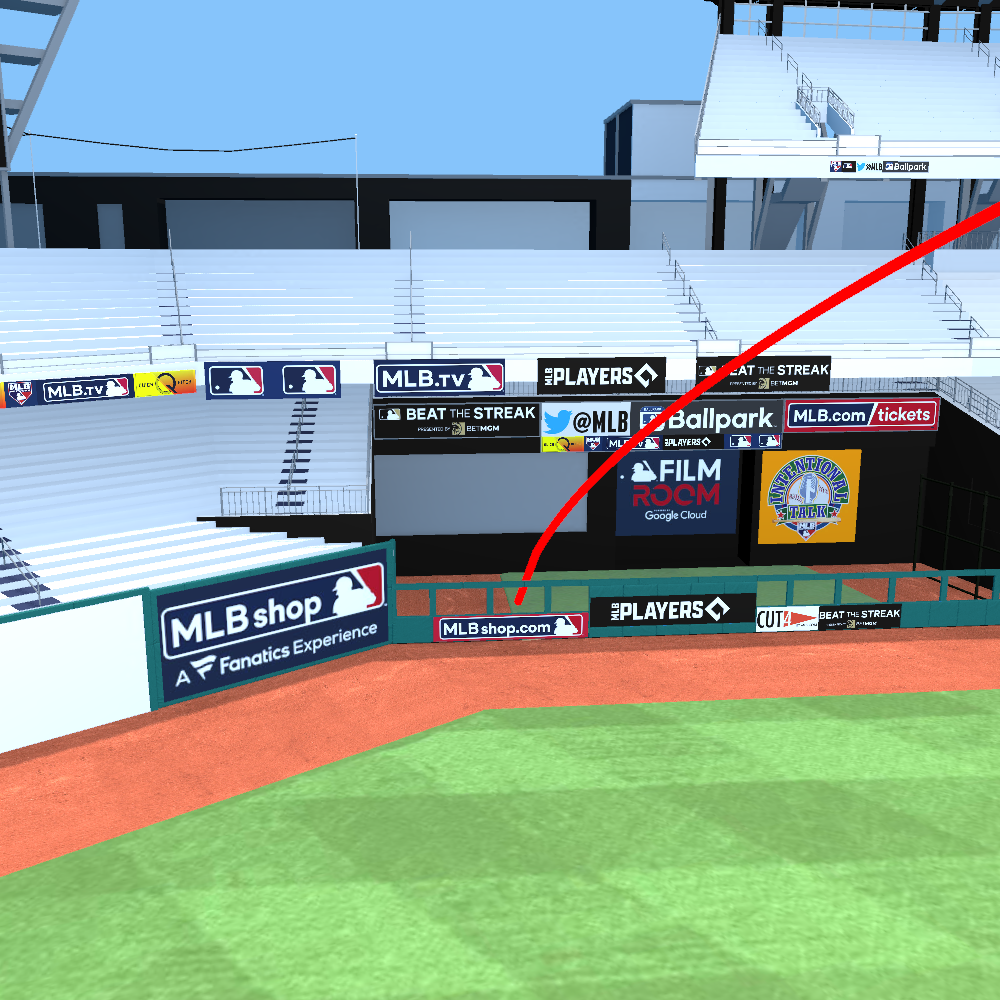 @MLB Ballpark
MLB.TV
MLB.TV
MLB PLAYERS
BEAT THE STREAK
PRESENTED BY BETMGM
BEAT THE STREAK
PRESENTED BY BETMGM
@MLB
Ballpark
MLB.com/tickets
MLB.TV
PLAYERS
FILM
ROOM
Google Cloud
INTENTIONAL
TALK
MLB shop
A Fanatics Experience
MLBshop.com
MLB PLAYERS
CUT4
BEAT THE STREAK
BETMGM